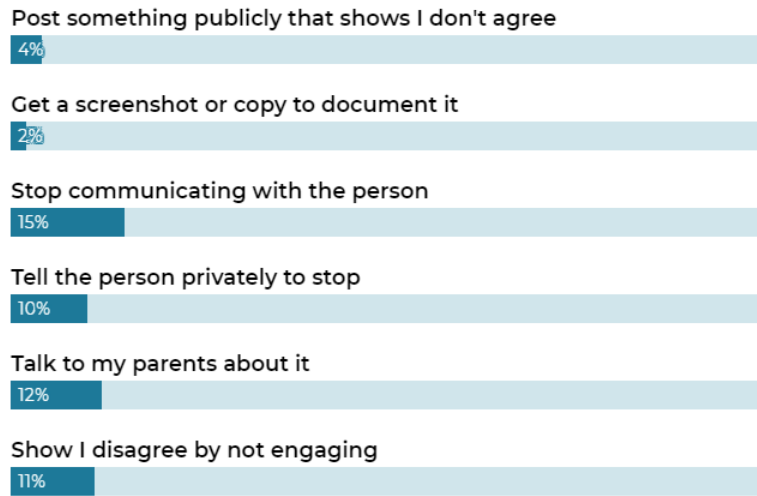 Post something publicly that shows I don't agree
4%
Get a screenshot or copy to document it
2%
Stop communicating with the person
15%
Tell the person privately to stop
10%
Talk to my parents about it
12%
Show I disagree by not engaging
11%